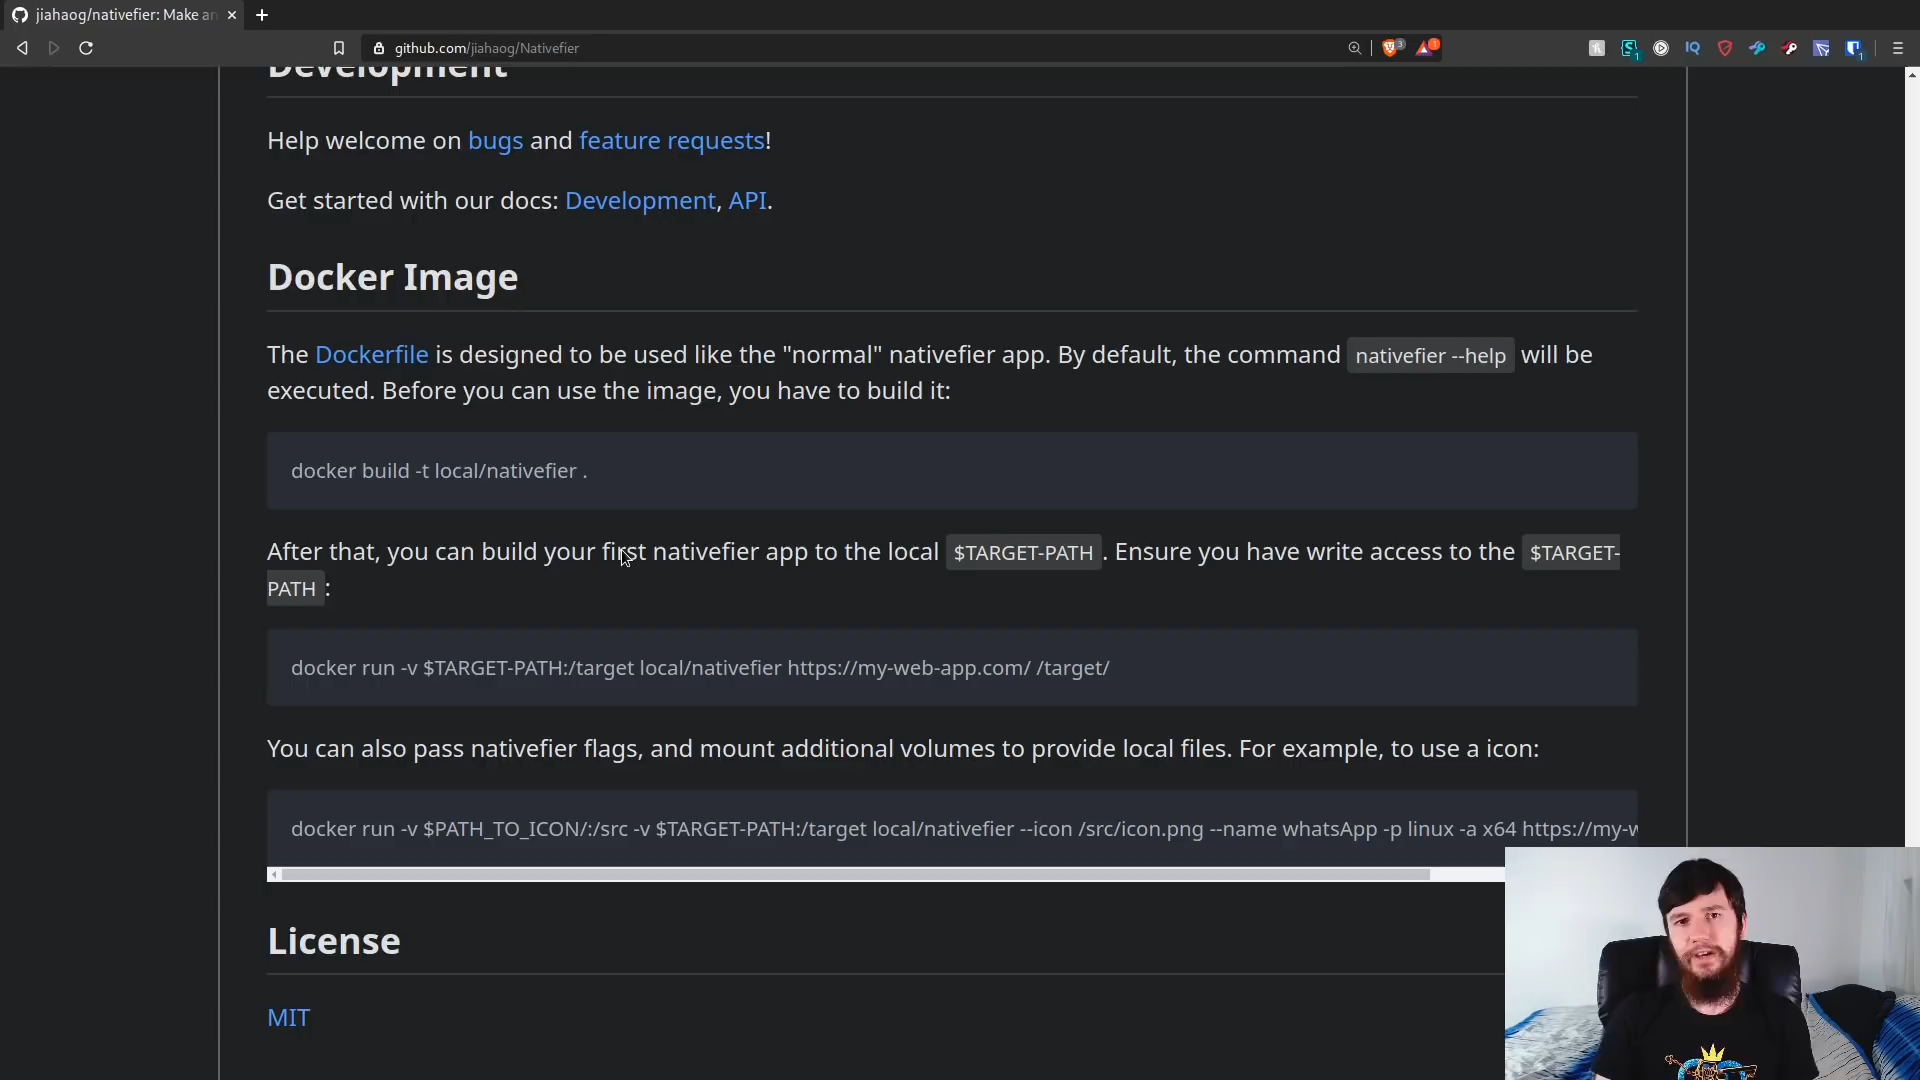 jiahaog/nativefier: Make an
github.com/jiahaog/Nativefier
Development
Help welcome on bugs and feature requests!
Get started with our docs: Development, API.
Docker Image
The Dockerfile is designed to be used like the "normal" nativefier app. By default, the command nativefier --help will be
executed. Before you can use the image, you have to build it:
docker build -t local/nativefier .
After that, you can build your first nativefier app to the local $TARGET-PATH . Ensure you have write access to the $TARGET-
PATH :
docker run -v $TARGET-PATH:/target local/nativefier https://my-web-app.com/ /target/
You can also pass nativefier flags, and mount additional volumes to provide local files. For example, to use a icon:
docker run -v $PATH_TO_ICON/:/src -v $TARGET-PATH:/target local/nativefier --icon /src/icon.png --name whatsApp -p linux -a x64 https://my-w
License
MIT